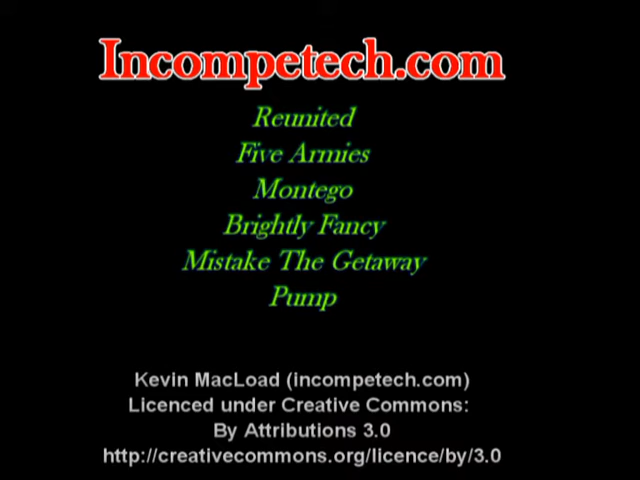 Incompetech.com
Reunited
Five Armies
Montego
Brightly Fancy
Mistake The Getaway
Pump
Kevin MacLoad (incompetech.com)
Licenced under Creative Commons:
By Attributions 3.0
http://creativecommons.org/licence/by/3.0